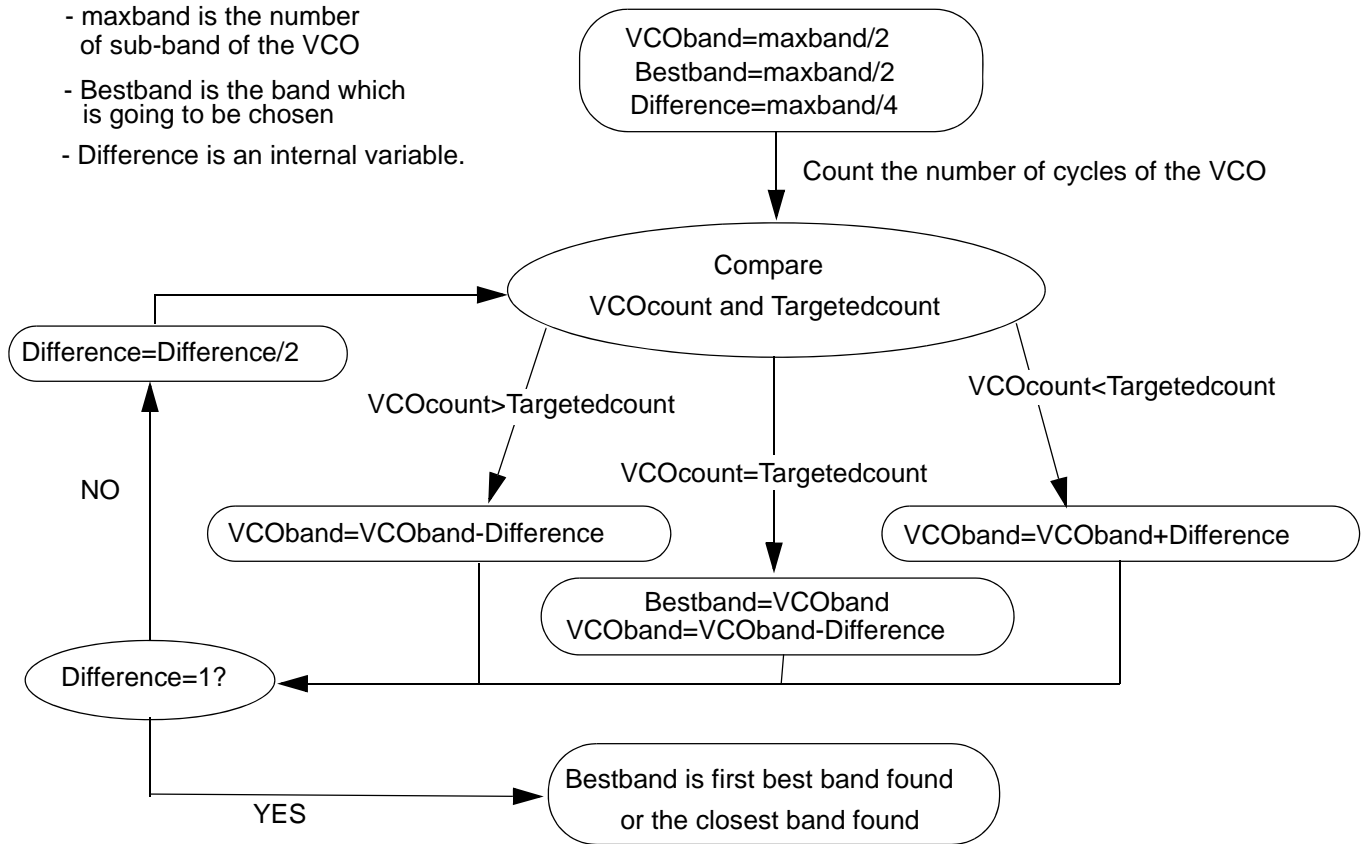 - maxband is the number
of sub-band of the VCO
- Bestband is the band which
is going to be chosen
- Difference is an internal variable.
VCOband=maxband/2
Bestband=maxband/2
Difference=maxband/4
Count the number of cycles of the VCO
Compare
VCOcount and Targetedcount
Difference=Difference/2
VCOcount>Targetedcount
VCOcount<Targetedcount
VCOcount=Targetedcount
NO
VCOband=VCOband-Difference
VCOband=VCOband+Difference
Bestband=VCOband
VCOband=VCOband-Difference
Difference=1?
YES
Bestband is first best band found
or the closest band found